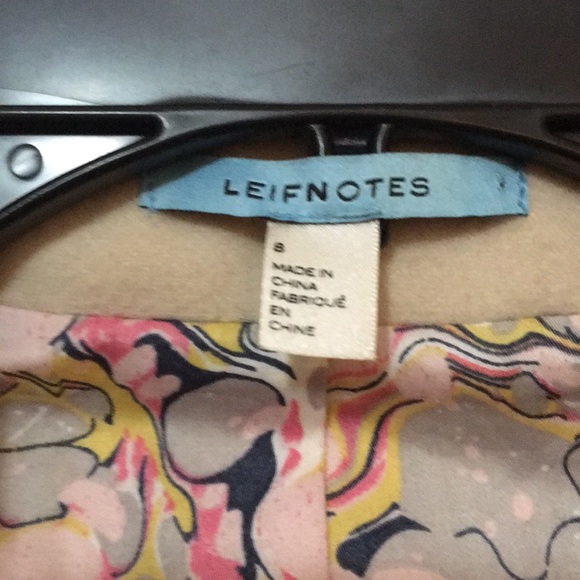 LEIFNOTES
8
MADE IN
CHINA
FABRIQUÉ
EN
CHINE